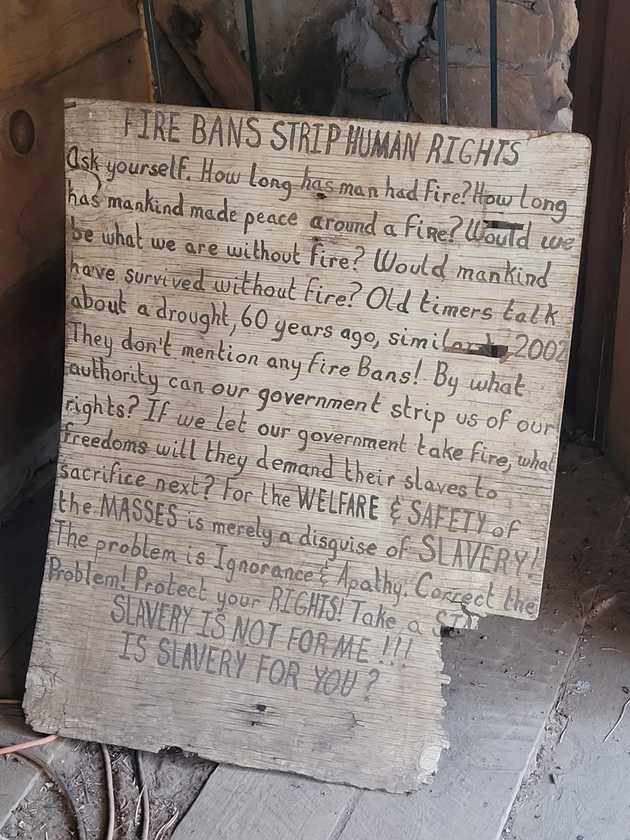 FIRE BANS STRIP HUMAN RIGHTS
Ask yourself. How long has man had fire? How long
has mankind made peace around a fire? Would we
be what we are without fire? Would mankind
have survived without fire? Old timers talk
about a drought, 60 years ago, similar 2002
They don't mention any fire Bans! By what
authority can our government strip us of our
rights? If we let our government take fire, what
freedoms will they demand their slaves to
sacrifice next? For the WELFARE & SAFETY of
the MASSES is merely a disguise of SLAVERY!
The problem is Ignorance & Apathy. Correct the
Problem! Protect your RIGHTS! Take a
SLAVERY IS NOT FOR ME !!!
IS SLAVERY FOR YOU ?